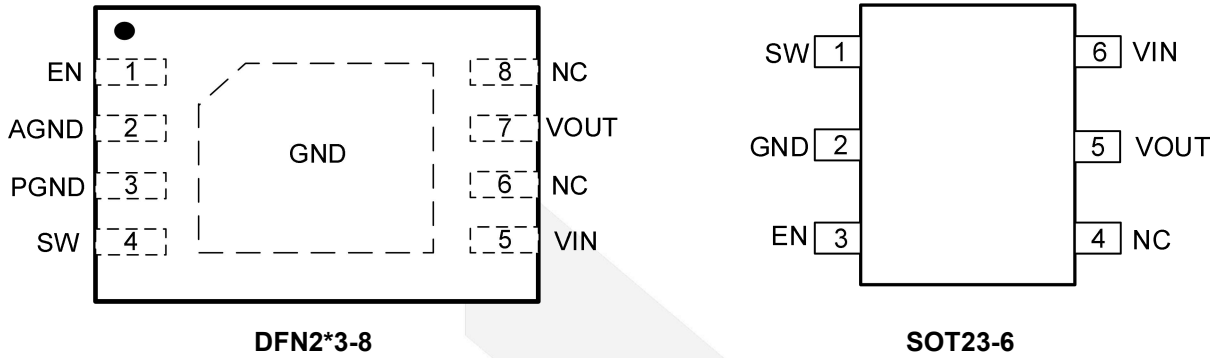 EN 1 8 NC
AGND 2 7 VOUT
GND
PGND 3 6 NC
SW 4 5 VIN
DFN2*3-8
SW 1 6 VIN
GND 2 5 VOUT
EN 3 4 NC
SOT23-6